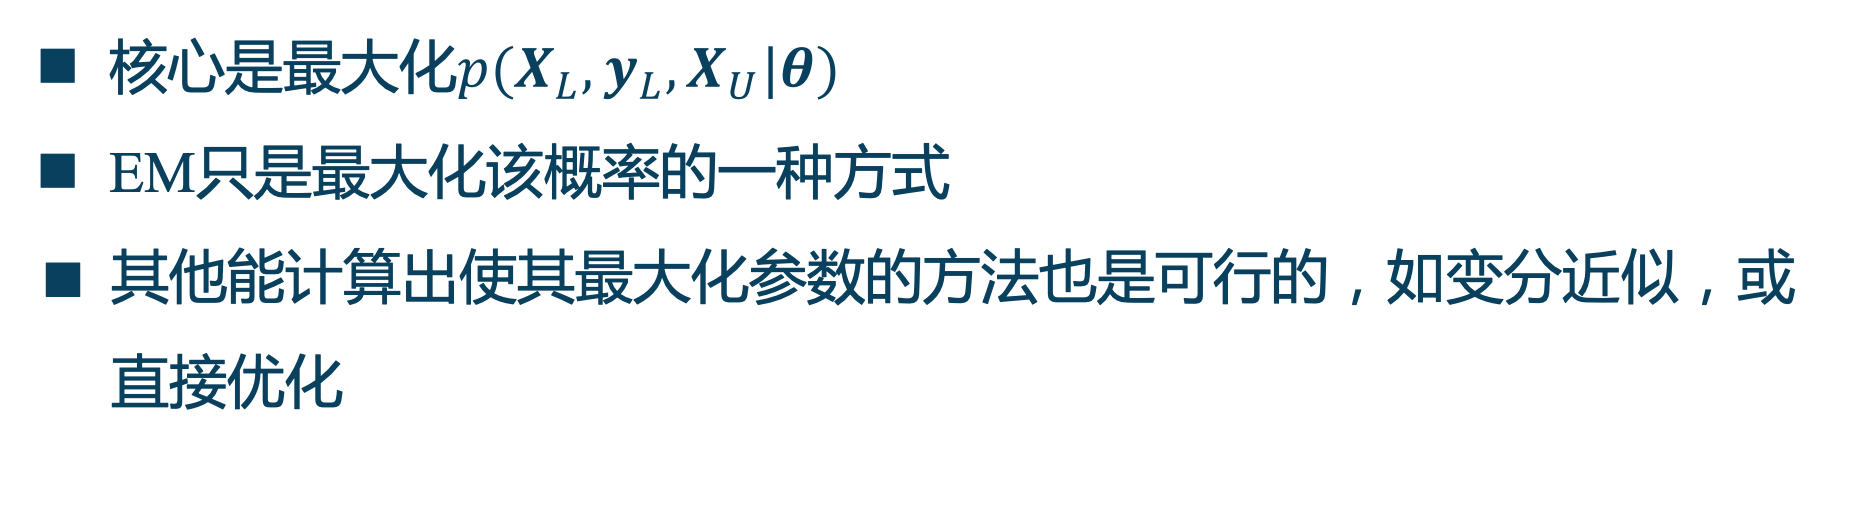 ■ 核心是最大化p(X_L, y_L, X_U|θ)
■ EM只是最大化该概率的一种方式
■ 其他能计算出使其最大化参数的方法也是可行的，如变分近似，或
直接优化